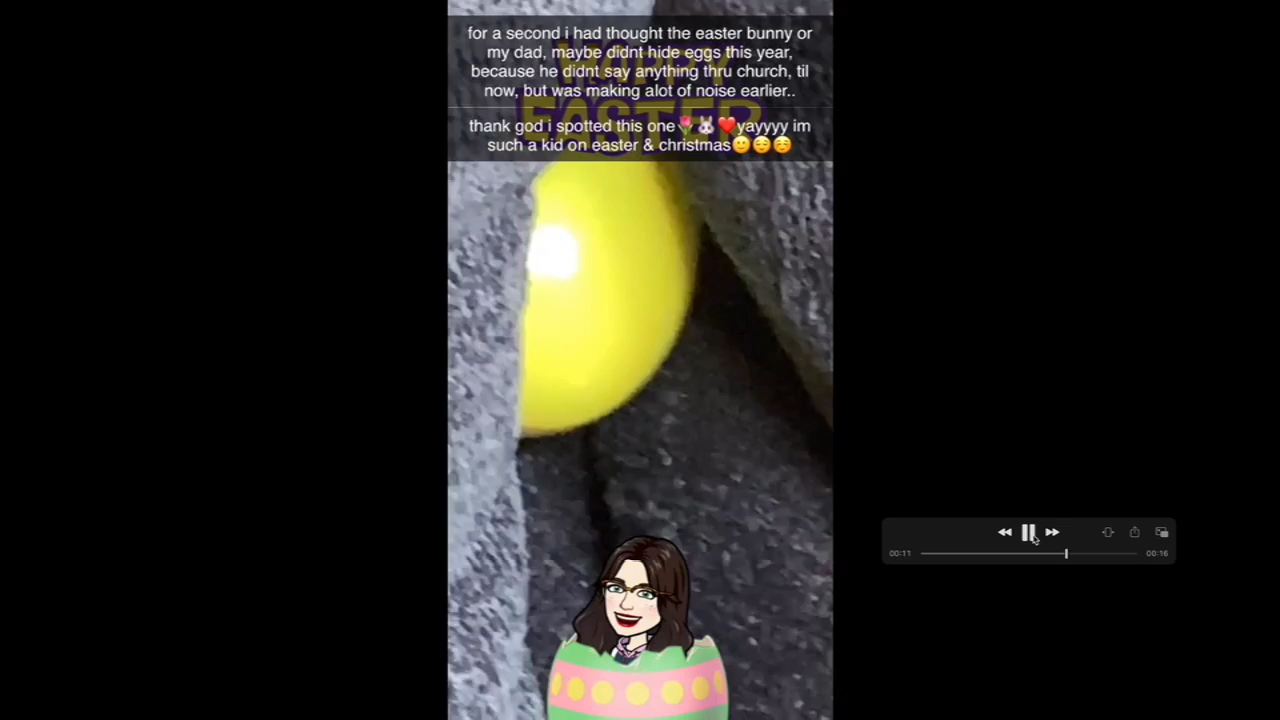 for a second i had thought the easter bunny or
my dad, maybe didnt hide eggs this year,
because he didnt say anything thru church, til
now, but was making alot of noise earlier..
HAPPY
EASTER
thank god i spotted this one🌷🐰❤️yayyyy im
such a kid on easter & christmas🙂😌☺️
00:11
00:16